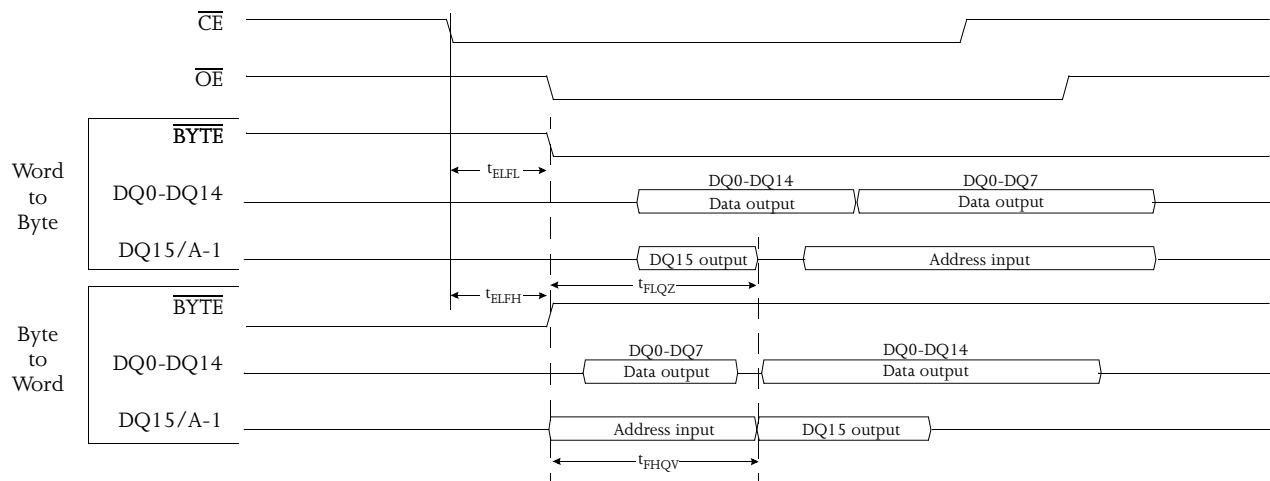 CE
OE
Word
to
Byte
BYTE
tELFL
DQ0-DQ14
DQ0-DQ14
Data output
DQ0-DQ7
Data output
DQ15/A-1
DQ15 output
Address input
tELFH
tFLQZ
Byte
to
Word
BYTE
DQ0-DQ14
DQ0-DQ7
Data output
DQ0-DQ14
Data output
DQ15/A-1
Address input
DQ15 output
tFHQV